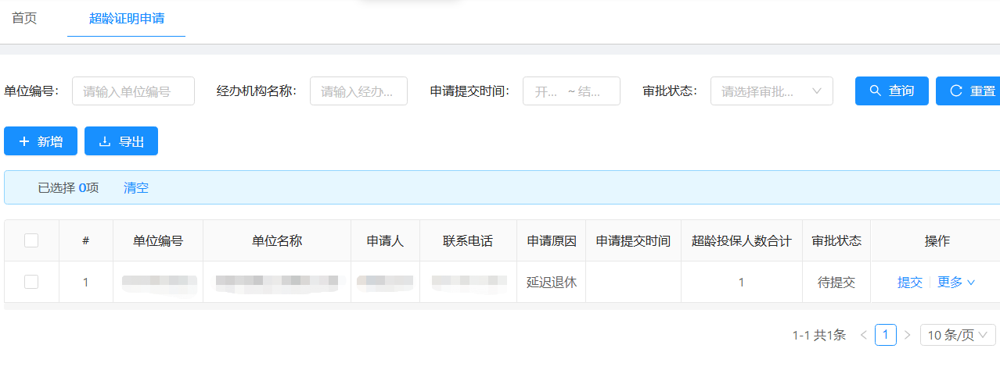 首页 超龄证明申请
单位编号： 请输入单位编号 经办机构名称： 请输入经办... 申请提交时间： 开... ~ 结... 审批状态： 请选择审批... 查询 重置
新增 导出
已选择 0项 清空
# 单位编号 单位名称 申请人 联系电话 申请原因 申请提交时间 超龄投保人数合计 审批状态 操作
1 延迟退休 1 待提交 提交 更多
1-1 共1条 1 10 条/页